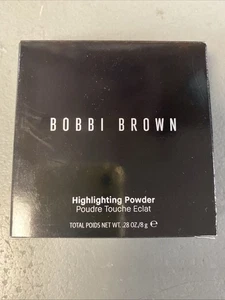 BOBBI BROWN
Highlighting Powder
Poudre Touche Eclat
TOTAL POIDS NET WT. .28 OZ./8 g ℮